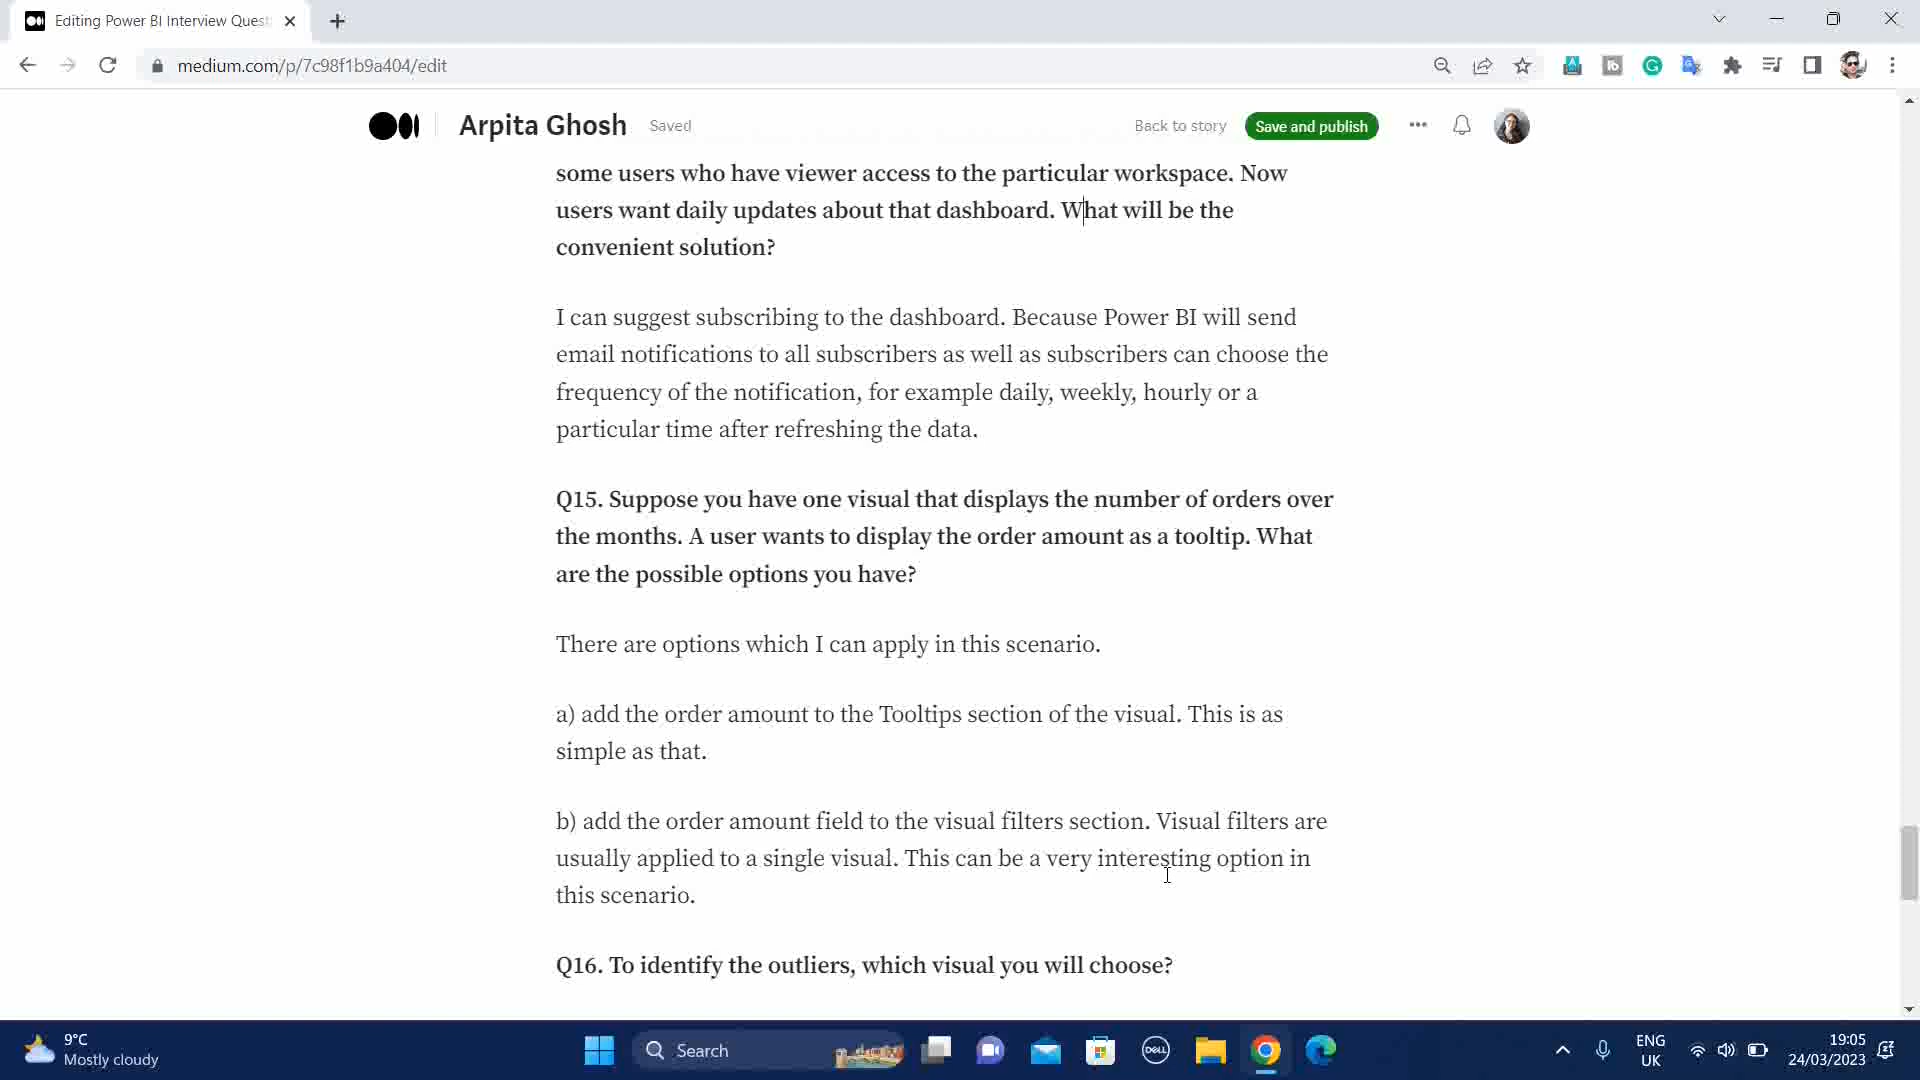 Editing Power BI Interview Quest
medium.com/p/7c98f1b9a404/edit
Arpita Ghosh
Saved
Back to story
Save and publish
some users who have viewer access to the particular workspace. Now
users want daily updates about that dashboard. What will be the
convenient solution?
I can suggest subscribing to the dashboard. Because Power BI will send
email notifications to all subscribers as well as subscribers can choose the
frequency of the notification, for example daily, weekly, hourly or a
particular time after refreshing the data.
Q15. Suppose you have one visual that displays the number of orders over
the months. A user wants to display the order amount as a tooltip. What
are the possible options you have?
There are options which I can apply in this scenario.
a) add the order amount to the Tooltips section of the visual. This is as
simple as that.
b) add the order amount field to the visual filters section. Visual filters are
usually applied to a single visual. This can be a very interesting option in
this scenario.
Q16. To identify the outliers, which visual you will choose?
9°C
Mostly cloudy
Search
DELL
ENG
UK
19:05
24/03/2023